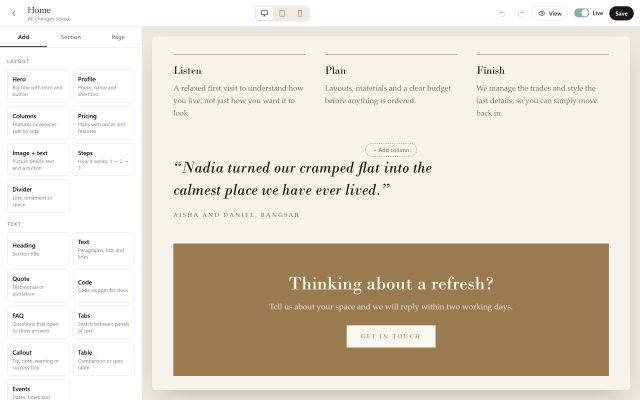 Home
All changes saved
View
Live
Save
Add
Section
Page
LAYOUT
Hero
Big title with intro and
button
Profile
Photo, name and
short bio
Columns
Features or services
side by side
Pricing
Plans with prices and
features
Image + text
Picture beside text
and a button
Steps
How it works, 1 → 2 →
3
Divider
Line, ornament or
space
TEXT
Heading
Section title
Text
Paragraphs, lists and
links
Quote
Testimonial or
quotation
Code
Code snippet for docs
FAQ
Questions that open
to show answers
Tabs
Switch between panels
of text
Callout
Tip, note, warning or
success box
Table
Comparison or spec
table
Events
Dates, times and
Listen
A relaxed first visit to understand how
you live, not just how you want it to
look.
Plan
Layouts, materials and a clear budget
before anything is ordered.
Finish
We manage the trades and style the
last details, so you can simply move
back in.
+ Add column
“Nadia turned our cramped flat into the
calmest place we have ever lived.”
AISHA AND DANIEL, BANGSAR
Thinking about a refresh?
Tell us about your space and we will reply within two working days.
GET IN TOUCH